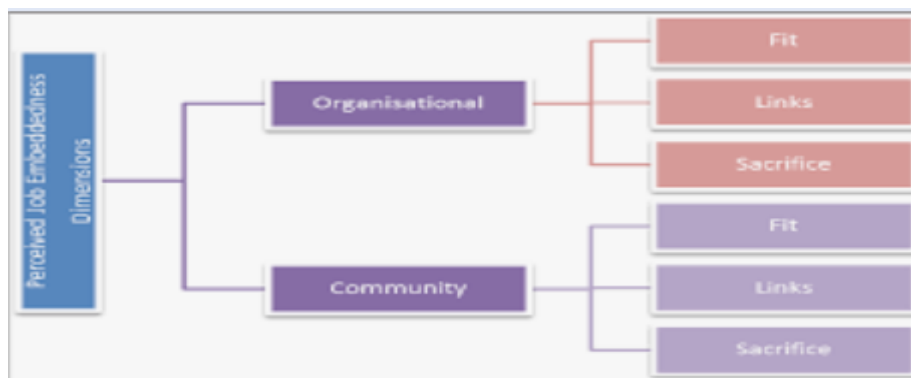 Perceived Job Embeddedness
Dimensions
Organisational
Fit
Links
Sacrifice
Community
Fit
Links
Sacrifice